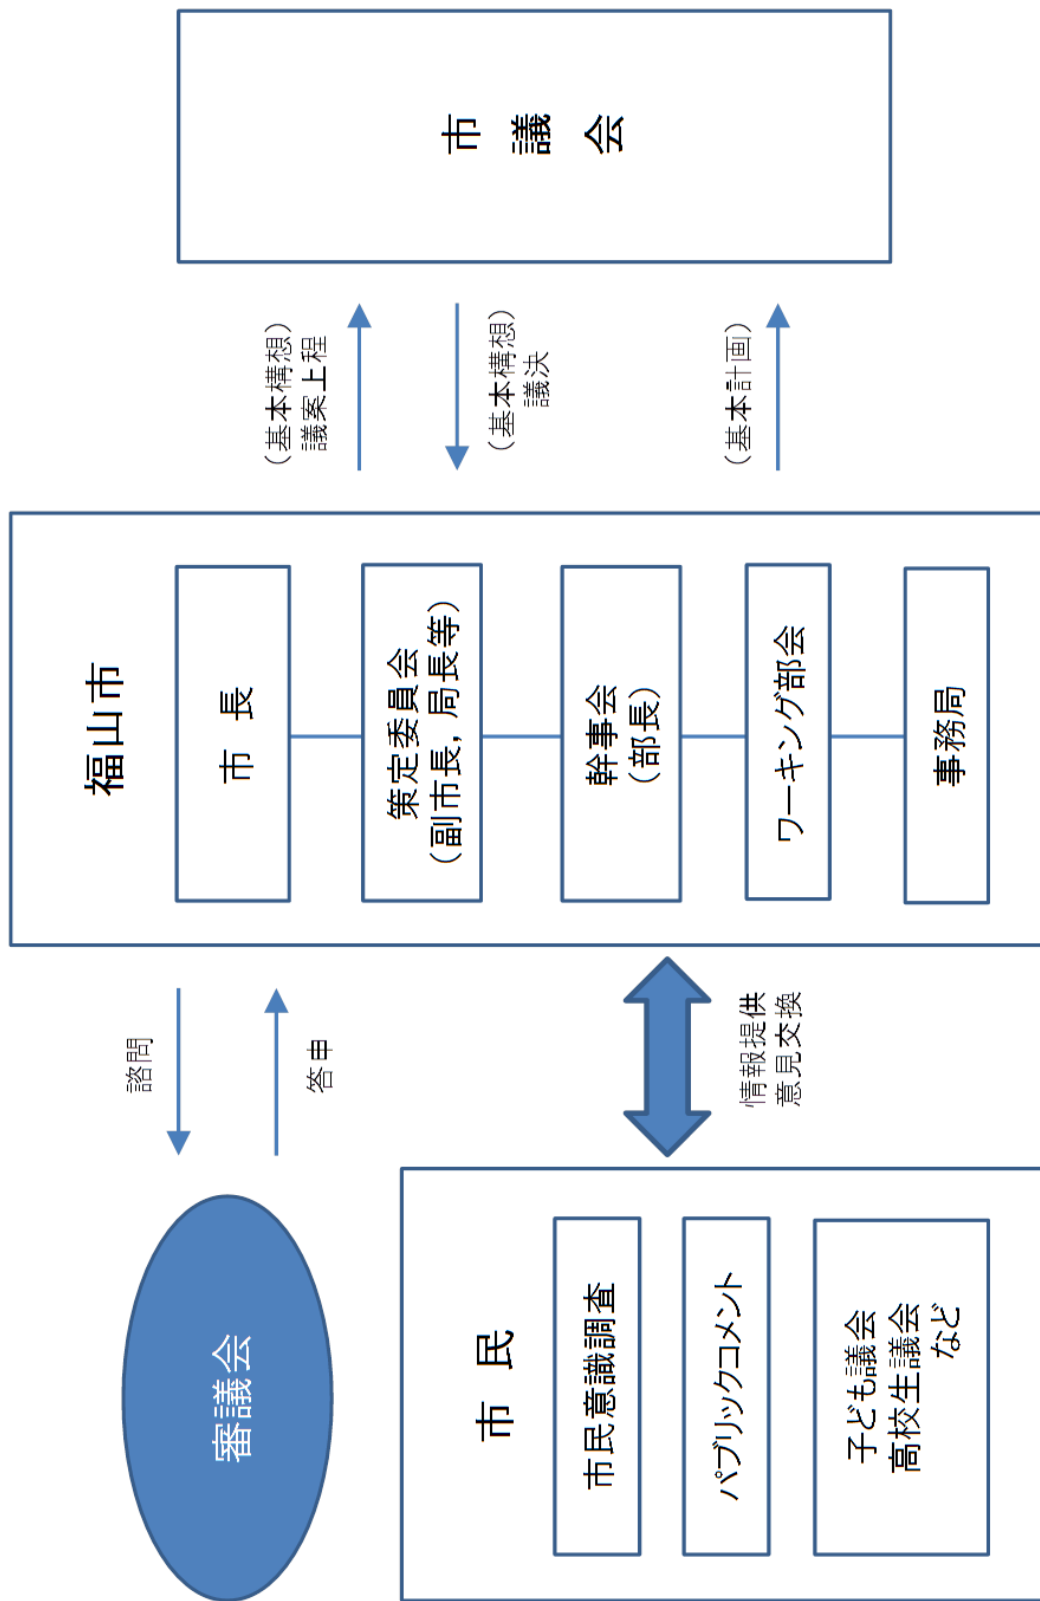 審議会
諮問
答申
市 民
市民意識調査
パブリックコメント
子ども議会
高校生議会
など
情報提供
意見交換
福山市
市 長
策定委員会
（副市長，局長等）
幹事会
（部長）
ワーキング部会
事務局
（基本構想）
議案上程
（基本構想）
議決
（基本計画）
市 議 会